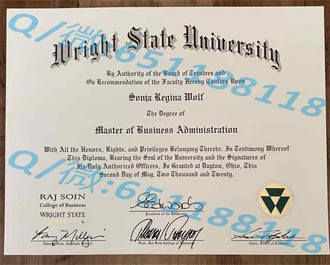 Wright State University
By Authority of the Board of Trustees and
On Recommendation of the Faculty Hereby Confers Upon
Sonja Regina Wolf
The Degree of
Master of Business Administration
With All the Honors, Rights, and Privileges Belonging Thereto. In Testimony Whereof
This Diploma, Bearing the Seal of the University and the Signatures of
Its Duly Authorized Officers, Is Granted at Dayton, Ohio, This
Second Day of May, Two Thousand and Twenty.
RAJ SOIN
College of Business
WRIGHT STATE
Q/微:651188118
Q/微:651188118
Q/微:651188118